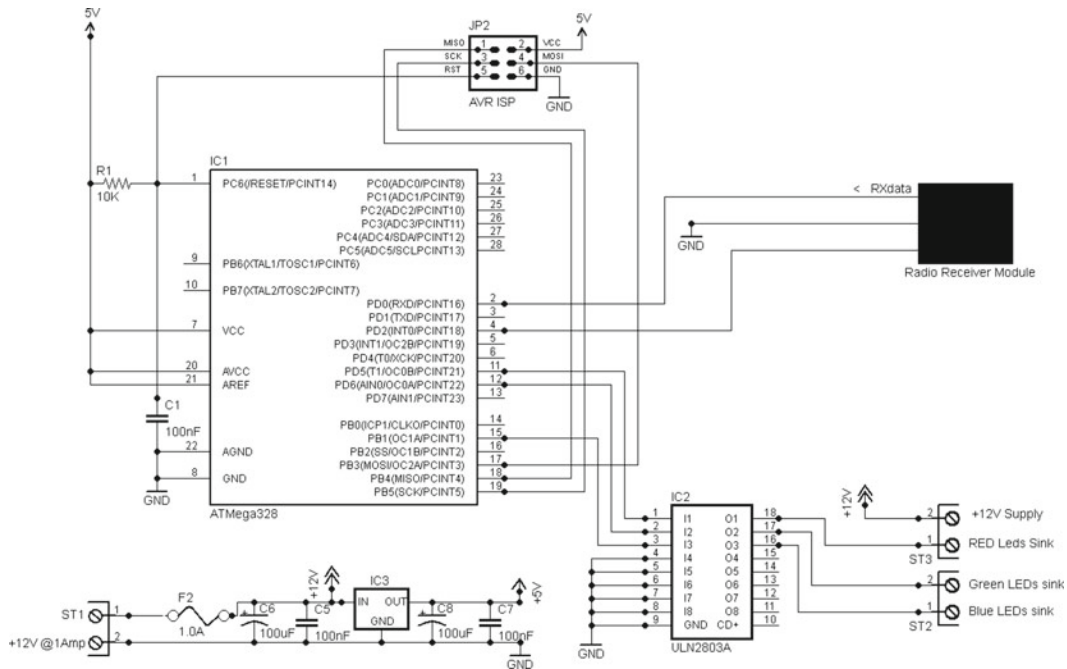 5V
JP2
5V
MISO 1 2 VCC
SCK 3 4 MOSI
RST 5 6 GND
AVR ISP
GND
IC1
R1
10K
1 PC6(/RESET/PCINT14)
PC0(ADC0/PCINT8) 23
PC1(ADC1/PCINT9) 24
PC2(ADC2/PCINT10) 25
PC3(ADC3/PCINT11) 26
PC4(ADC4/SDA/PCINT12) 27
PC5(ADC5/SCLPCINT13) 28
9 PB6(XTAL1/TOSC1/PCINT6)
10 PB7(XTAL2/TOSC2/PCINT7)
PD0(RXD/PCINT16) 2
PD1(TXD/PCINT17) 3
7 VCC
PD2(INT0/PCINT18) 4
PD3(INT1/OC2B/PCINT19) 5
PD4(T0/XCK/PCINT20) 6
20 AVCC
PD5(T1/OC0B/PCINT21) 11
21 AREF
PD6(AIN0/OC0A/PCINT22) 12
PD7(AIN1/PCINT23) 13
C1
100nF
PB0(ICP1/CLKO/PCINT0) 14
PB1(OC1A/PCINT1) 15
22 AGND
PB2(SS/OC1B/PCINT2) 16
PB3(MOSI/OC2A/PCINT3) 17
8 GND
PB4(MISO/PCINT4) 18
PB5(SCK/PCINT5) 19
GND
ATMega328
< RXdata
GND
Radio Receiver Module
IC2
1 I1 O1 18
2 I2 O2 17
3 I3 O3 16
4 I4 O4 15
5 I5 O5 14
6 I6 O6 13
7 I7 O7 12
8 I8 O8 11
9 GND CD+ 10
ULN2803A
GND
+12V
2 +12V Supply
1 RED Leds Sink
ST3
2 Green LEDs sink
1 Blue LEDs sink
ST2
ST1 1
+12V @1Amp 2
F2
1.0A
C6
100uF
+12V
C5
100nF
IC3
IN OUT
GND
C8
100uF
C7
100nF
+5V
GND